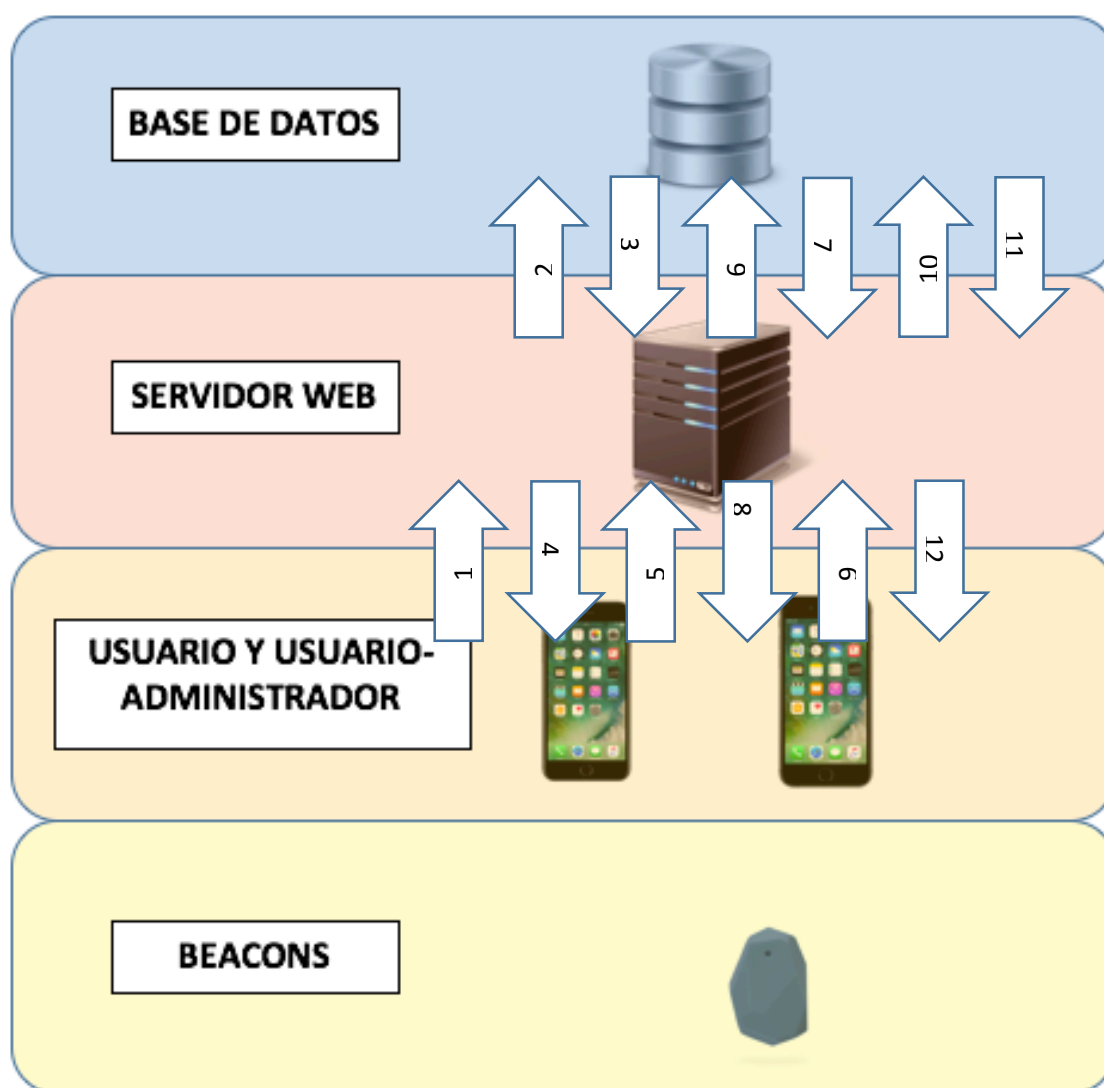 BASE DE DATOS
2 3 6 7 10 11
SERVIDOR WEB
1 4 5 8 9 12
USUARIO Y USUARIO-
ADMINISTRADOR
BEACONS